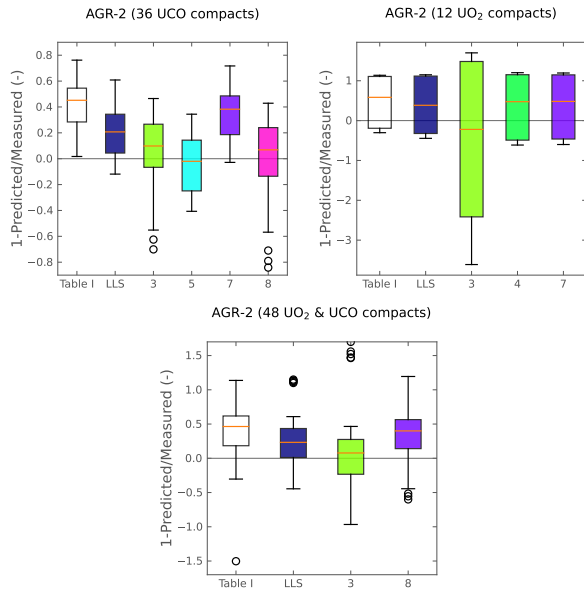 AGR-2 (36 UCO compacts)
1-Predicted/Measured (-)
0.8
0.6
0.4
0.2
0.0
−0.2
−0.4
−0.6
−0.8
Table I LLS 3 5 7 8
AGR-2 (12 UO₂ compacts)
1-Predicted/Measured (-)
1
0
−1
−2
−3
Table I LLS 3 4 7
AGR-2 (48 UO₂ & UCO compacts)
1-Predicted/Measured (-)
1.5
1.0
0.5
0.0
−0.5
−1.0
−1.5
Table I LLS 3 8